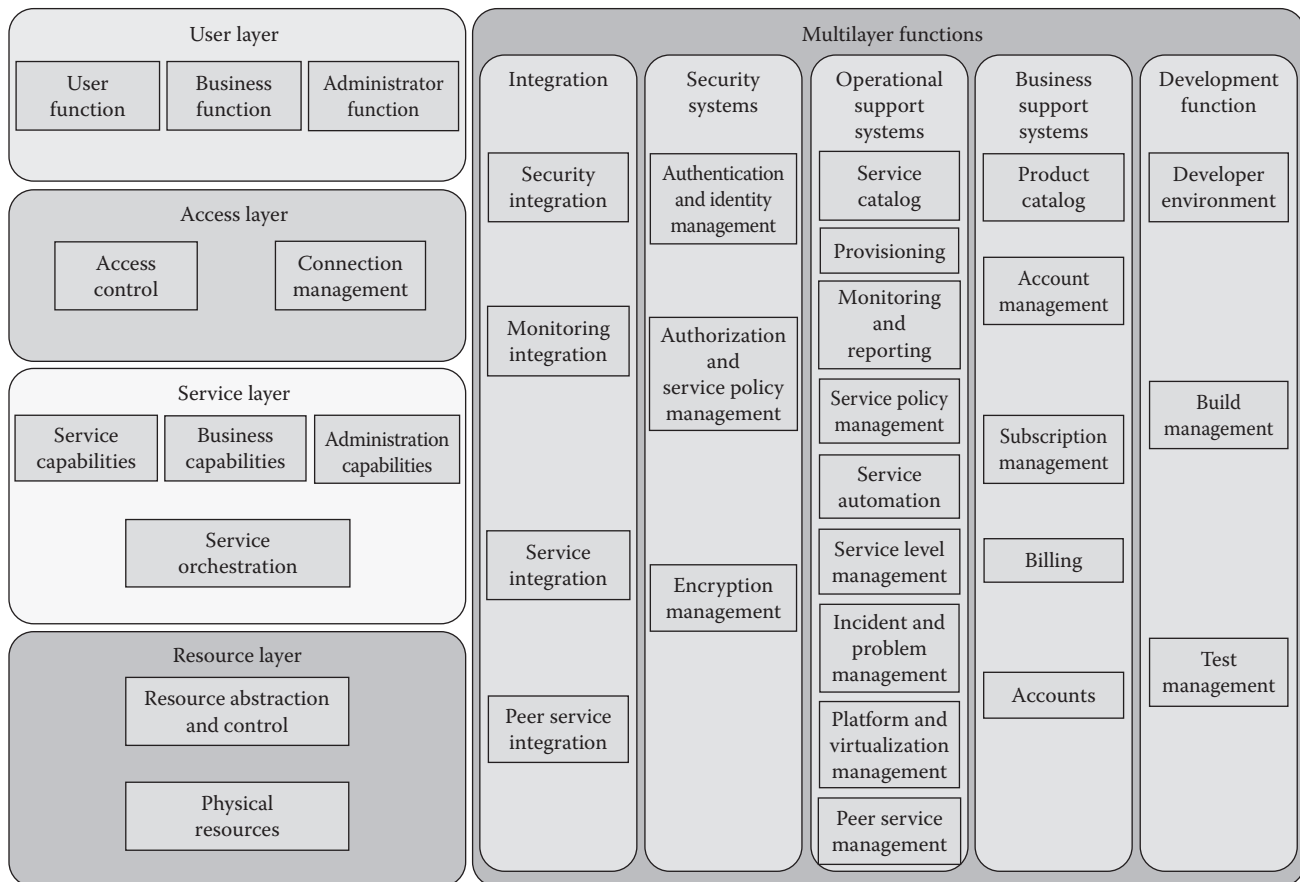 User layer
User
function
Business
function
Administrator
function
Access layer
Access
control
Connection
management
Service layer
Service
capabilities
Business
capabilities
Administration
capabilities
Service
orchestration
Resource layer
Resource abstraction
and control
Physical
resources
Multilayer functions
Integration
Security
integration
Monitoring
integration
Service
integration
Peer service
integration
Security
systems
Authentication
and identity
management
Authorization
and
service policy
management
Encryption
management
Operational
support
systems
Service
catalog
Provisioning
Monitoring
and
reporting
Service policy
management
Service
automation
Service level
management
Incident and
problem
management
Platform and
virtualization
management
Peer service
management
Business
support
systems
Product
catalog
Account
management
Subscription
management
Billing
Accounts
Development
function
Developer
environment
Build
management
Test
management